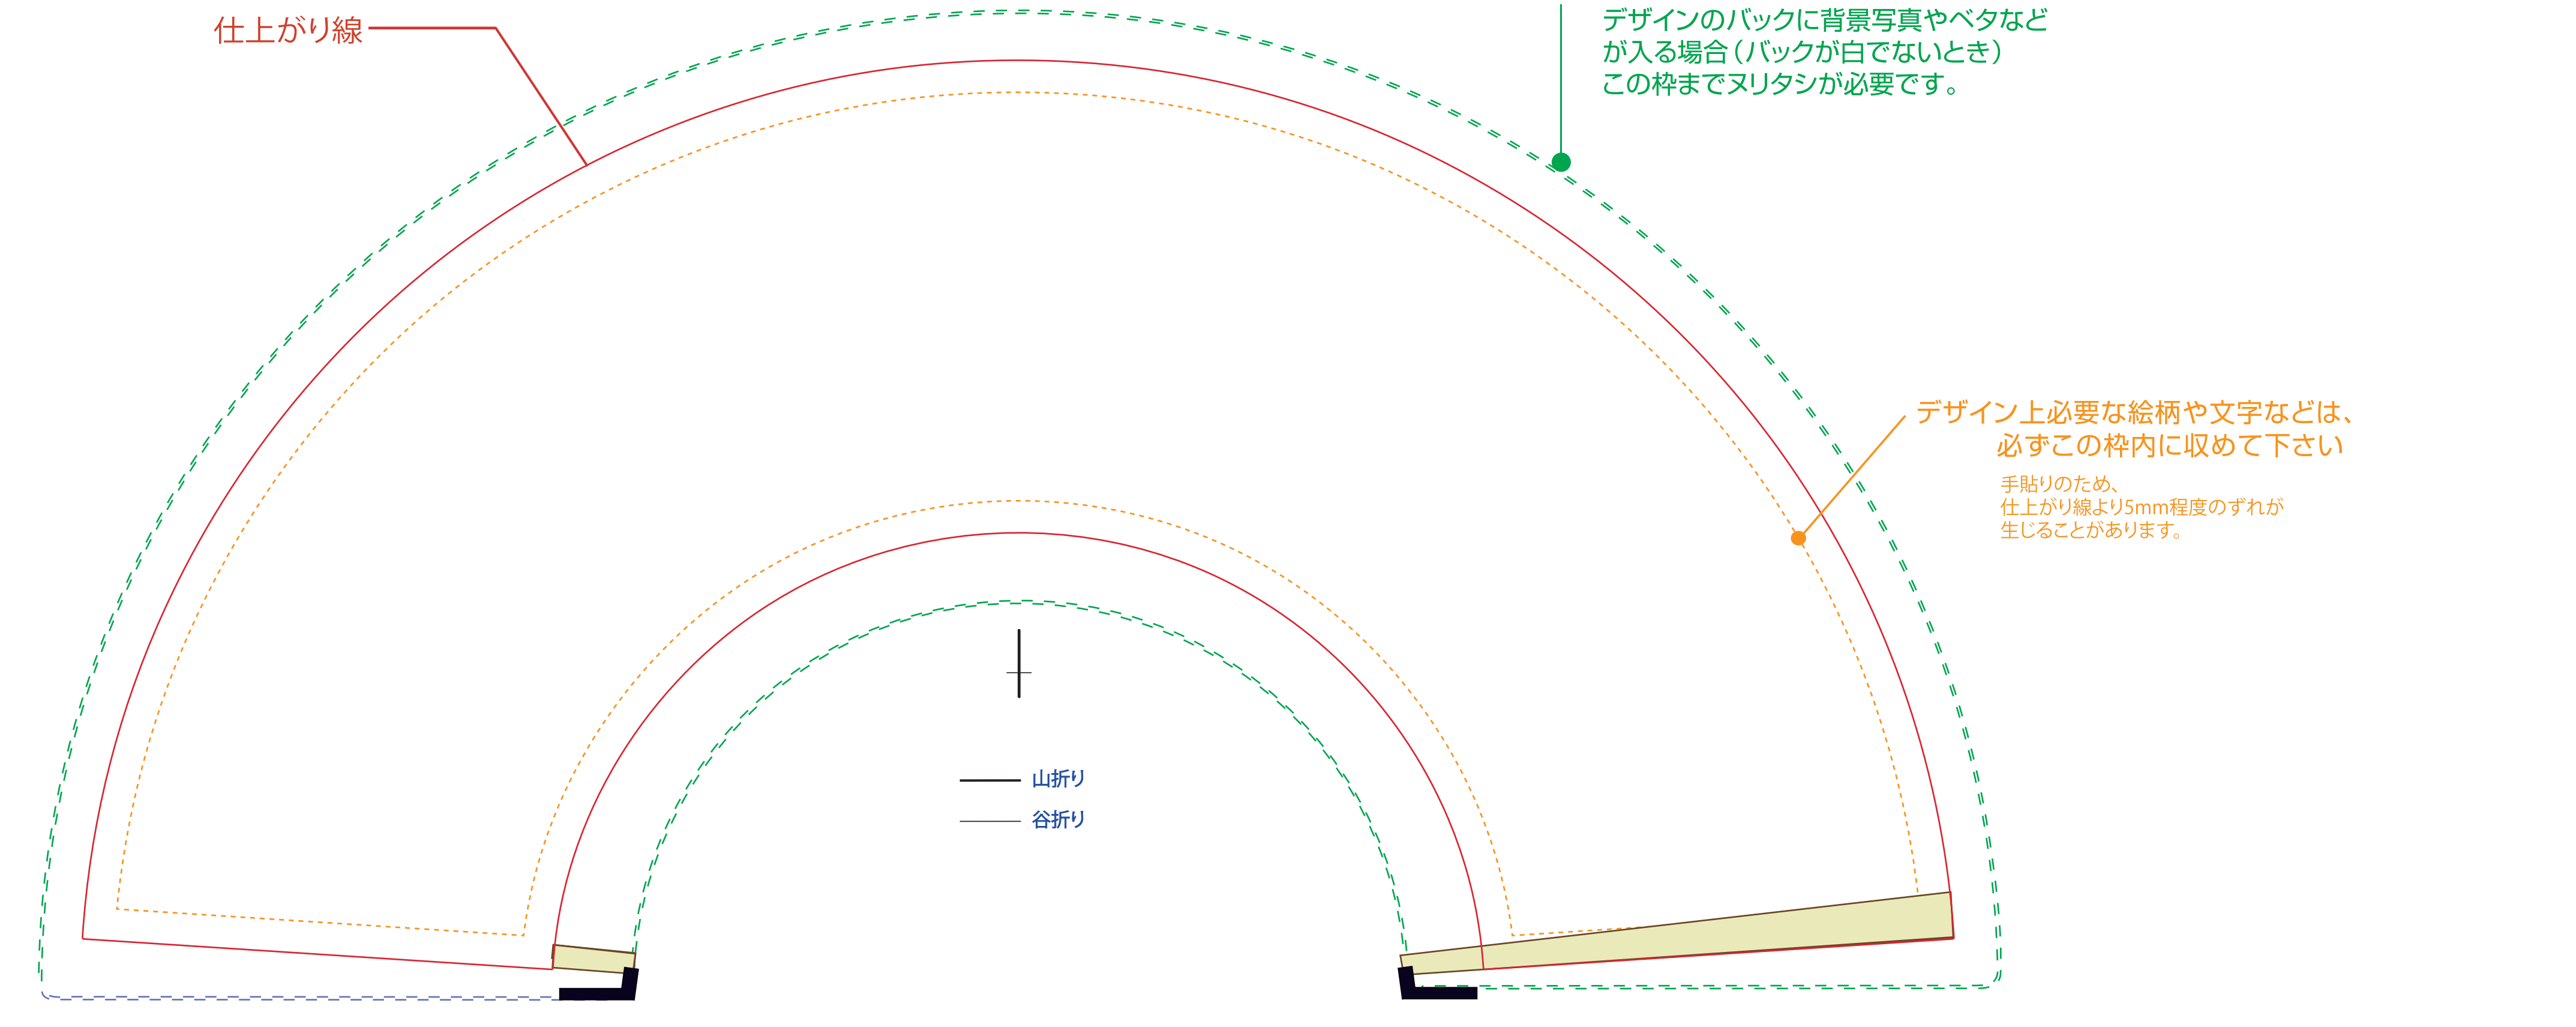 仕上がり線
デザインのバックに背景写真やベタなど
が入る場合（バックが白でないとき）
この枠までヌリタシが必要です。
デザイン上必要な絵柄や文字などは、
必ずこの枠内に収めて下さい
手貼りのため、
仕上がり線より5mm程度のずれが
生じることがあります。
山折り
谷折り